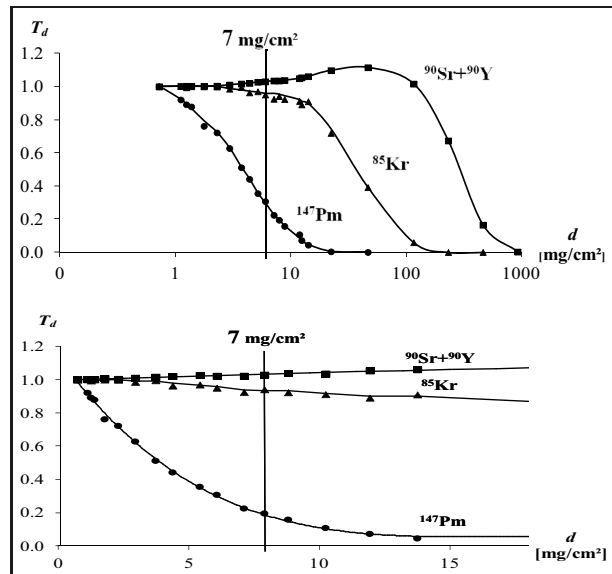 T_d
7 mg/cm²
1.2
⁹⁰Sr+⁹⁰Y
1.0
0.8
⁸⁵Kr
0.6
0.4
¹⁴⁷Pm
0.2
d
0.0
[mg/cm²]
0 1 10 100 1000
T_d
7 mg/cm²
1.2
⁹⁰Sr+⁹⁰Y
1.0
⁸⁵Kr
0.8
0.6
0.4
0.2
¹⁴⁷Pm
d
0.0
[mg/cm²]
0 5 10 15